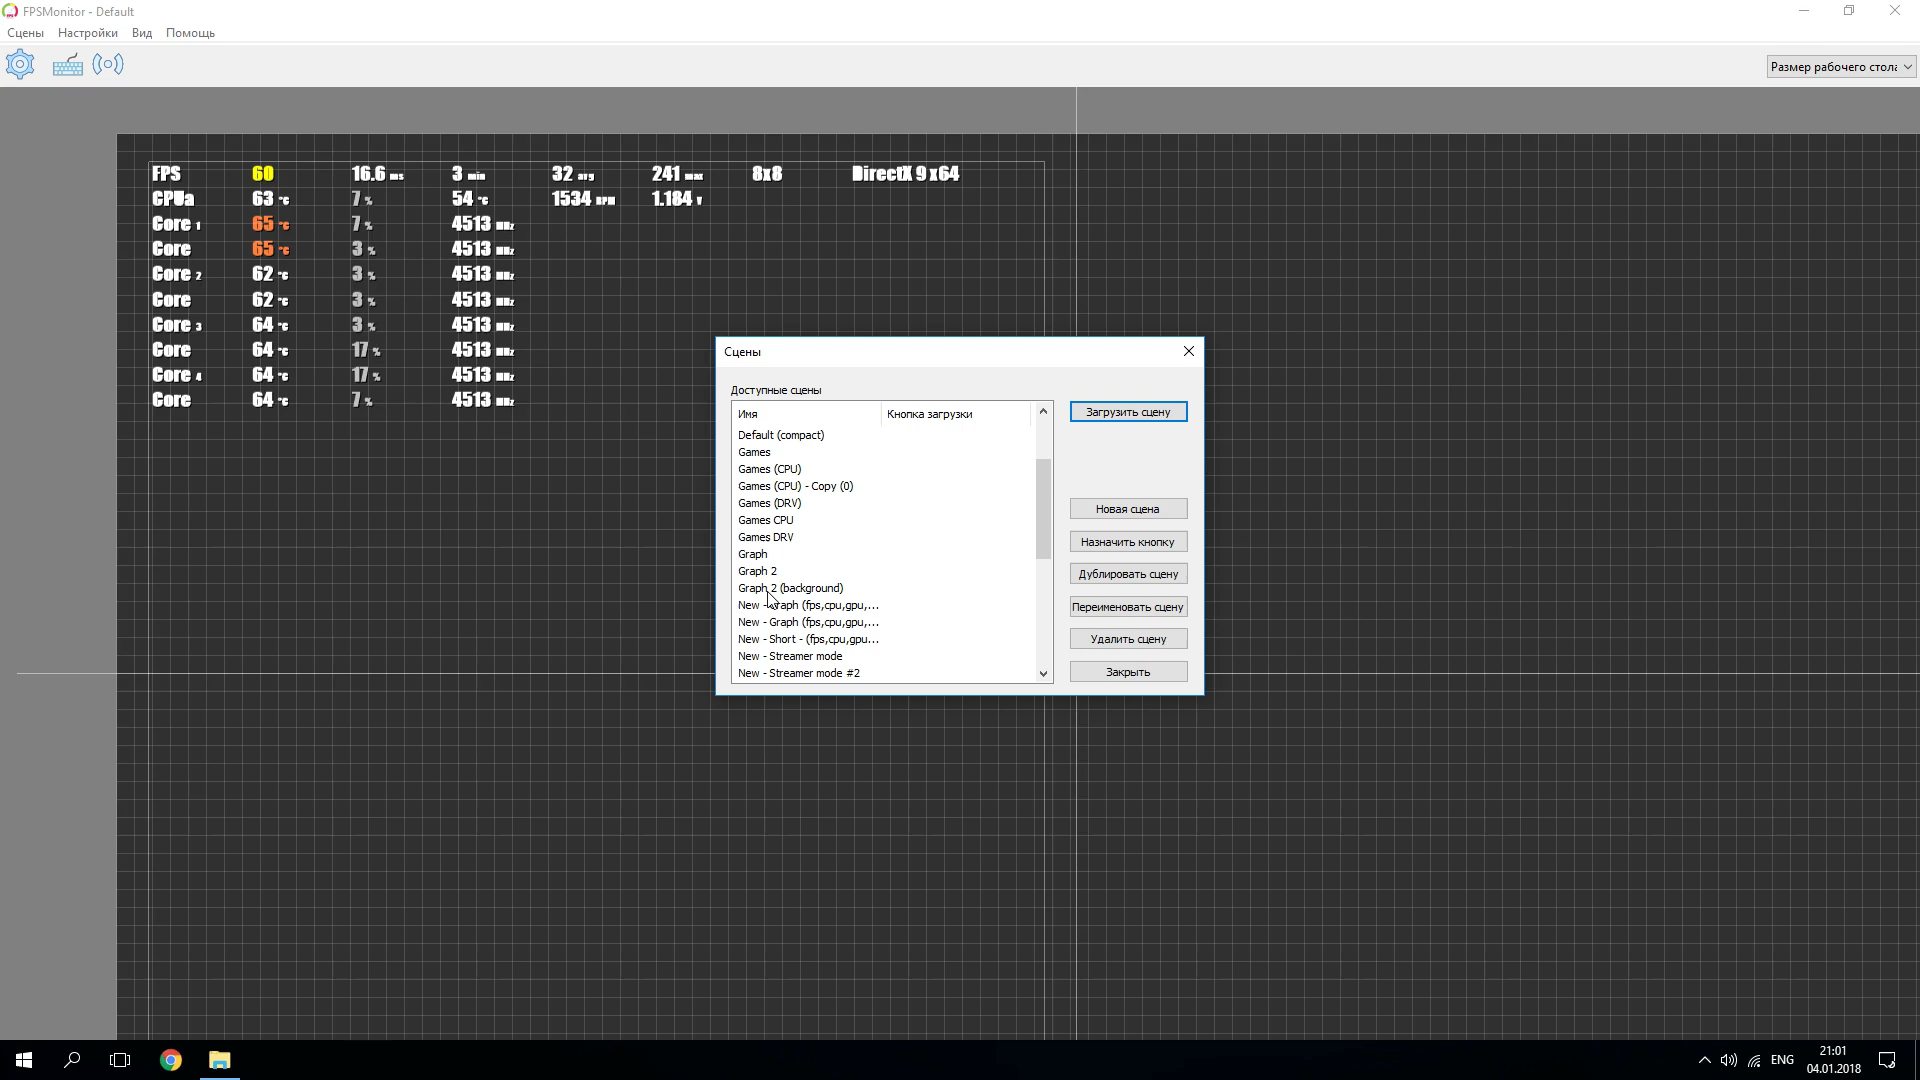 FPSMonitor - Default
Сцены Настройки Вид Помощь
Размер рабочего стола
FPS 60 16.6 ms 3 min 32 avg 241 max 8x8 DirectX 9 x64
CPUa 63 °C 7 % 54 °C 1534 RPM 1.184 V
Core 1 65 °C 7 % 4513 MHz
Core 65 °C 3 % 4513 MHz
Core 2 62 °C 3 % 4513 MHz
Core 62 °C 3 % 4513 MHz
Core 3 64 °C 3 % 4513 MHz
Core 64 °C 17 % 4513 MHz
Core 4 64 °C 17 % 4513 MHz
Core 64 °C 7 % 4513 MHz
Сцены
Доступные сцены
Имя Кнопка загрузки
Default (compact)
Games
Games (CPU)
Games (CPU) - Copy (0)
Games (DRV)
Games CPU
Games DRV
Graph
Graph 2
Graph 2 (background)
New - Graph (fps,cpu,gpu,...
New - Graph (fps,cpu,gpu,...
New - Short - (fps,cpu,gpu...
New - Streamer mode
New - Streamer mode #2
Загрузить сцену
Новая сцена
Назначить кнопку
Дублировать сцену
Переименовать сцену
Удалить сцену
Закрыть
ENG
21:01
04.01.2018